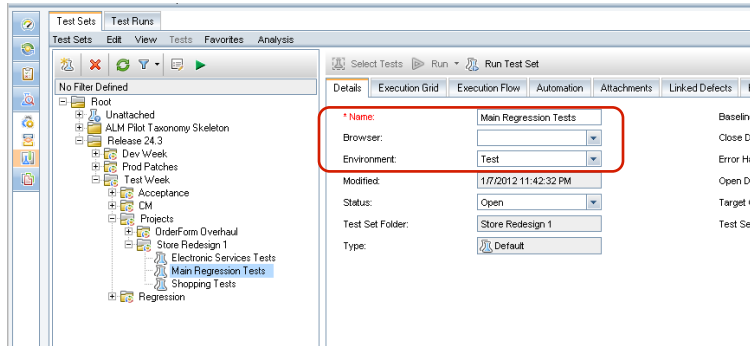 Test Sets Test Runs
Test Sets Edit View Tests Favorites Analysis
Select Tests Run Run Test Set
No Filter Defined
Details Execution Grid Execution Flow Automation Attachments Linked Defects
Root
Unattached
ALM Pilot Taxonomy Skeleton
Release 24.3
Dev Week
Prod Patches
Test Week
Acceptance
CM
Projects
OrderForm Overhaul
Store Redesign 1
Electronic Services Tests
Main Regression Tests
Shopping Tests
Regression
* Name: Main Regression Tests Baselin
Browser: Close D
Environment: Test Error Ha
Modified: 1/7/2012 11:42:32 PM Open D
Status: Open Target
Test Set Folder: Store Redesign 1 Test Se
Type: Default